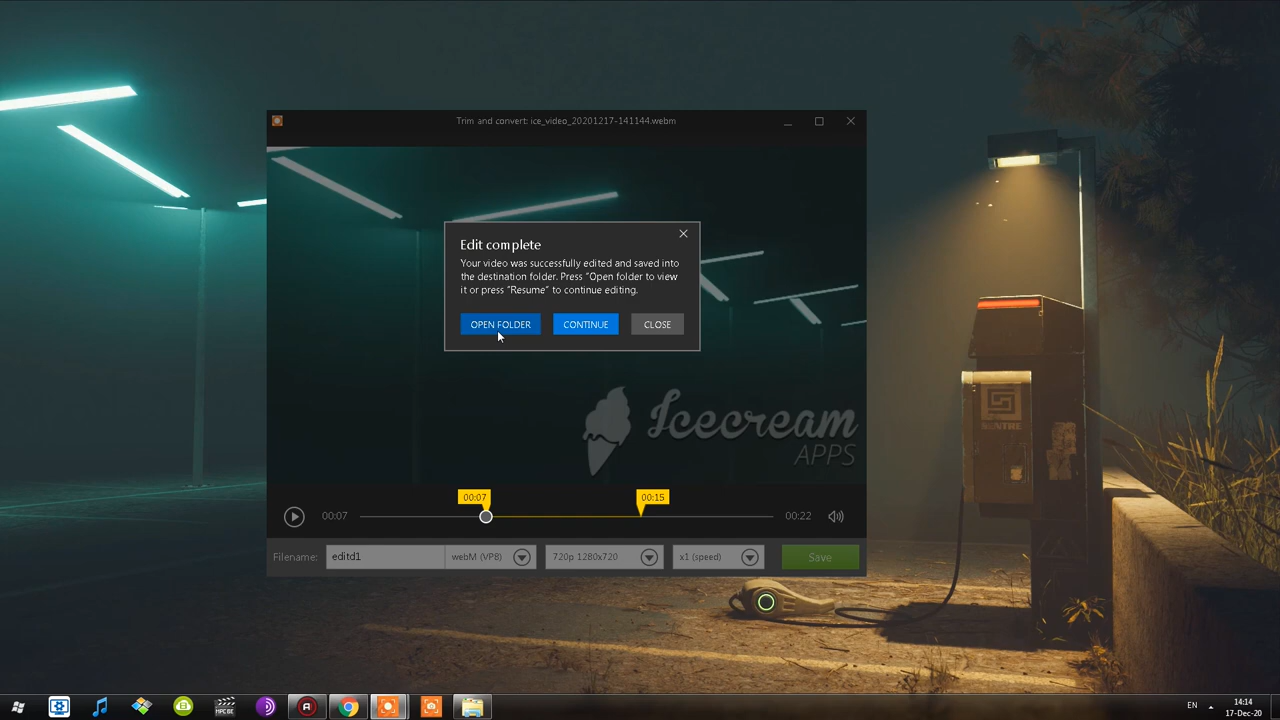 Trim and convert: ice_video_20201217-141144.webm
Edit complete
Your video was successfully edited and saved into
the destination folder. Press "Open folder to view
it or press "Resume" to continue editing.
OPEN FOLDER
CONTINUE
CLOSE
SENTRE
Icecream
APPS
00:07
00:15
00:07
00:22
Filename:
editd1
webM (VP8)
720p 1280x720
x1 (speed)
Save
MPC BE
EN
14:14
17-Dec-20